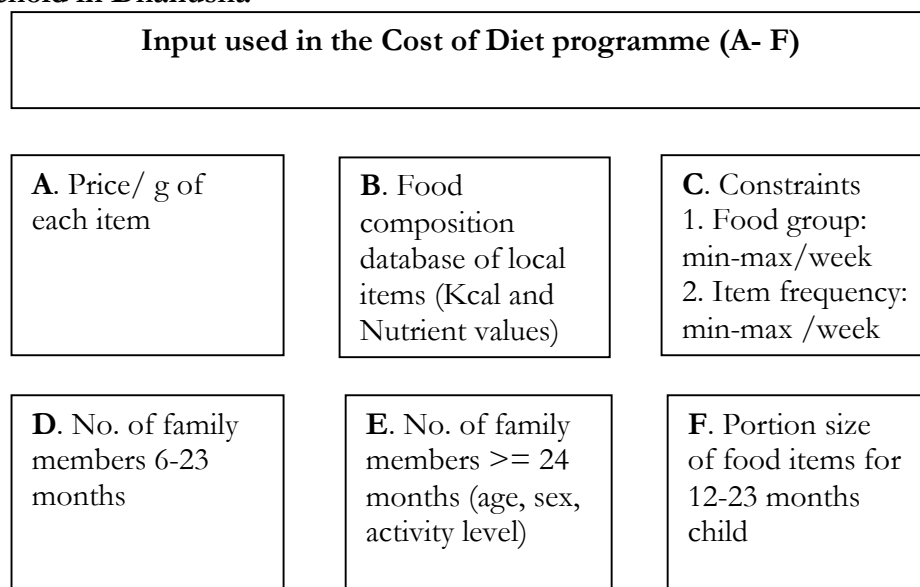 Input used in the Cost of Diet programme (A- F)
A. Price/ g of
each item
B. Food
composition
database of local
items (Kcal and
Nutrient values)
C. Constraints
1. Food group:
min-max/week
2. Item frequency:
min-max /week
D. No. of family
members 6-23
months
E. No. of family
members >= 24
months (age, sex,
activity level)
F. Portion size
of food items for
12-23 months
child